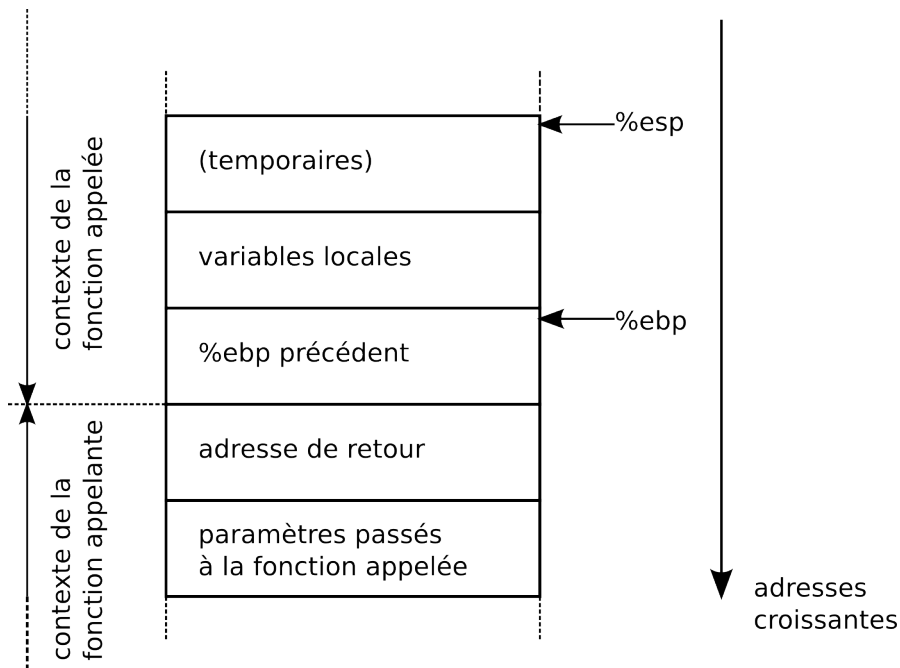 %esp
(temporaires)
contexte de la
fonction appelée
variables locales
%ebp
%ebp précédent
adresse de retour
contexte de la
fonction appelante
paramètres passés
à la fonction appelée
adresses
croissantes